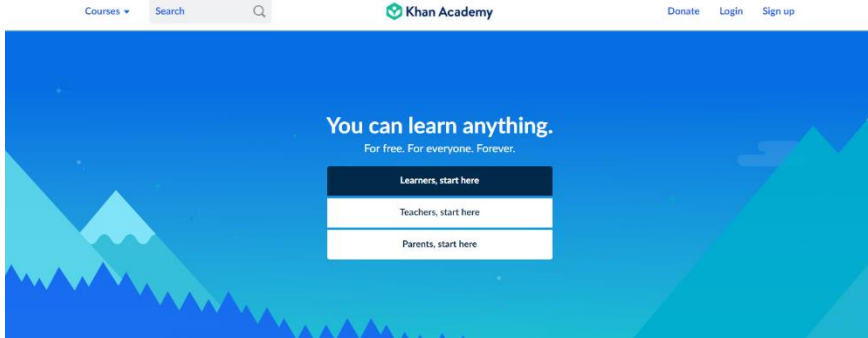 Courses Search Khan Academy Donate Login Sign up
You can learn anything.
For free. For everyone. Forever.
Learners, start here
Teachers, start here
Parents, start here